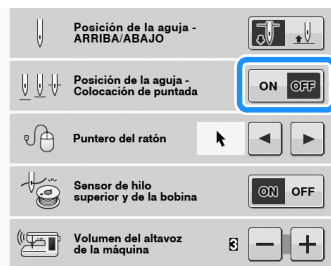 Posición de la aguja -
ARRIBA/ABAJO
Posición de la aguja -
Colocación de puntada
ON OFF
Puntero del ratón
Sensor de hilo
superior y de la bobina
ON OFF
Volumen del altavoz
de la máquina
3 − +